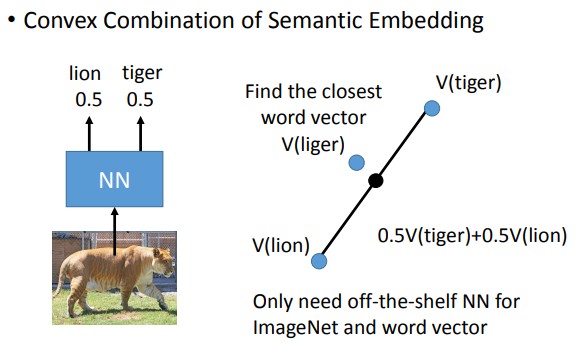 • Convex Combination of Semantic Embedding
lion tiger
0.5 0.5
NN
Find the closest
word vector
V(liger)
V(tiger)
V(lion)
0.5V(tiger)+0.5V(lion)
Only need off-the-shelf NN for
ImageNet and word vector